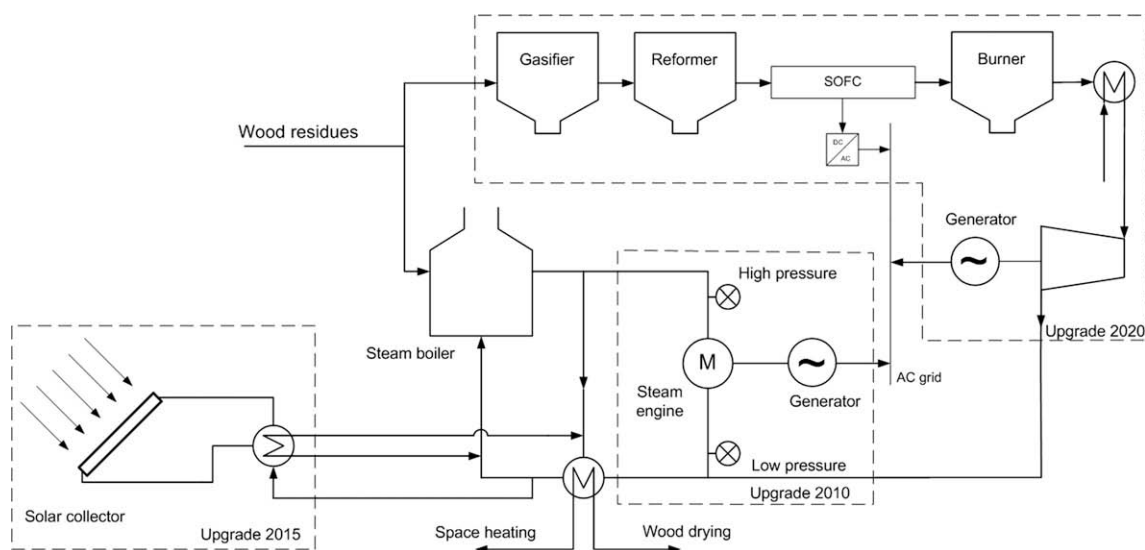 Gasifier
Reformer
SOFC
Burner
DC
AC
Wood residues
Generator
High pressure
Upgrade 2020
Steam boiler
M
AC grid
Steam
engine
Generator
Low pressure
Upgrade 2010
Solar collector
Upgrade 2015
Space heating
Wood drying